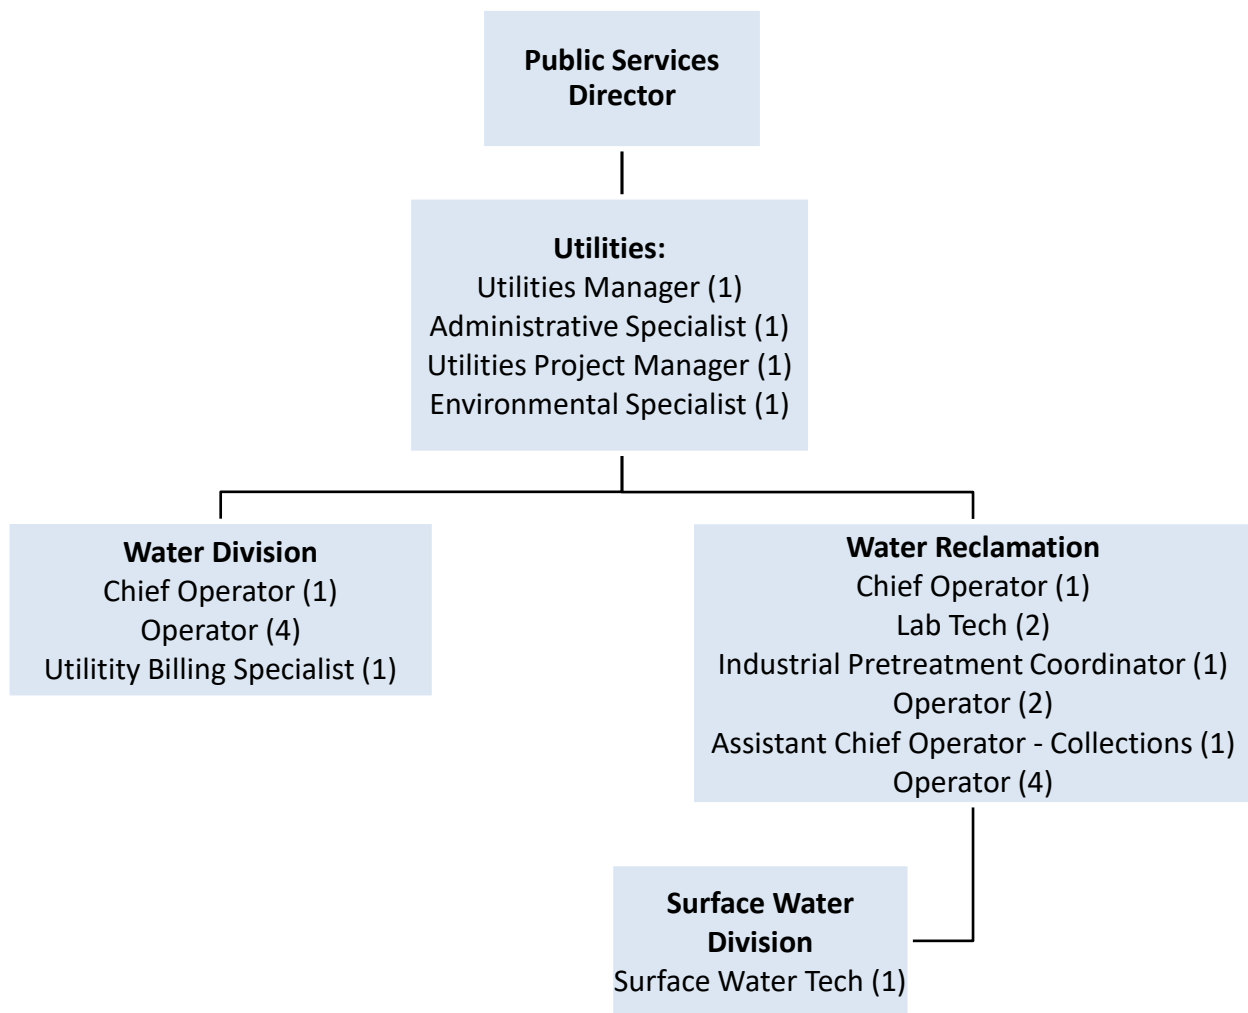 Public Services
Director
Utilities:
Utilities Manager (1)
Administrative Specialist (1)
Utilities Project Manager (1)
Environmental Specialist (1)
Water Division
Chief Operator (1)
Operator (4)
Utilitity Billing Specialist (1)
Water Reclamation
Chief Operator (1)
Lab Tech (2)
Industrial Pretreatment Coordinator (1)
Operator (2)
Assistant Chief Operator - Collections (1)
Operator (4)
Surface Water
Division
Surface Water Tech (1)